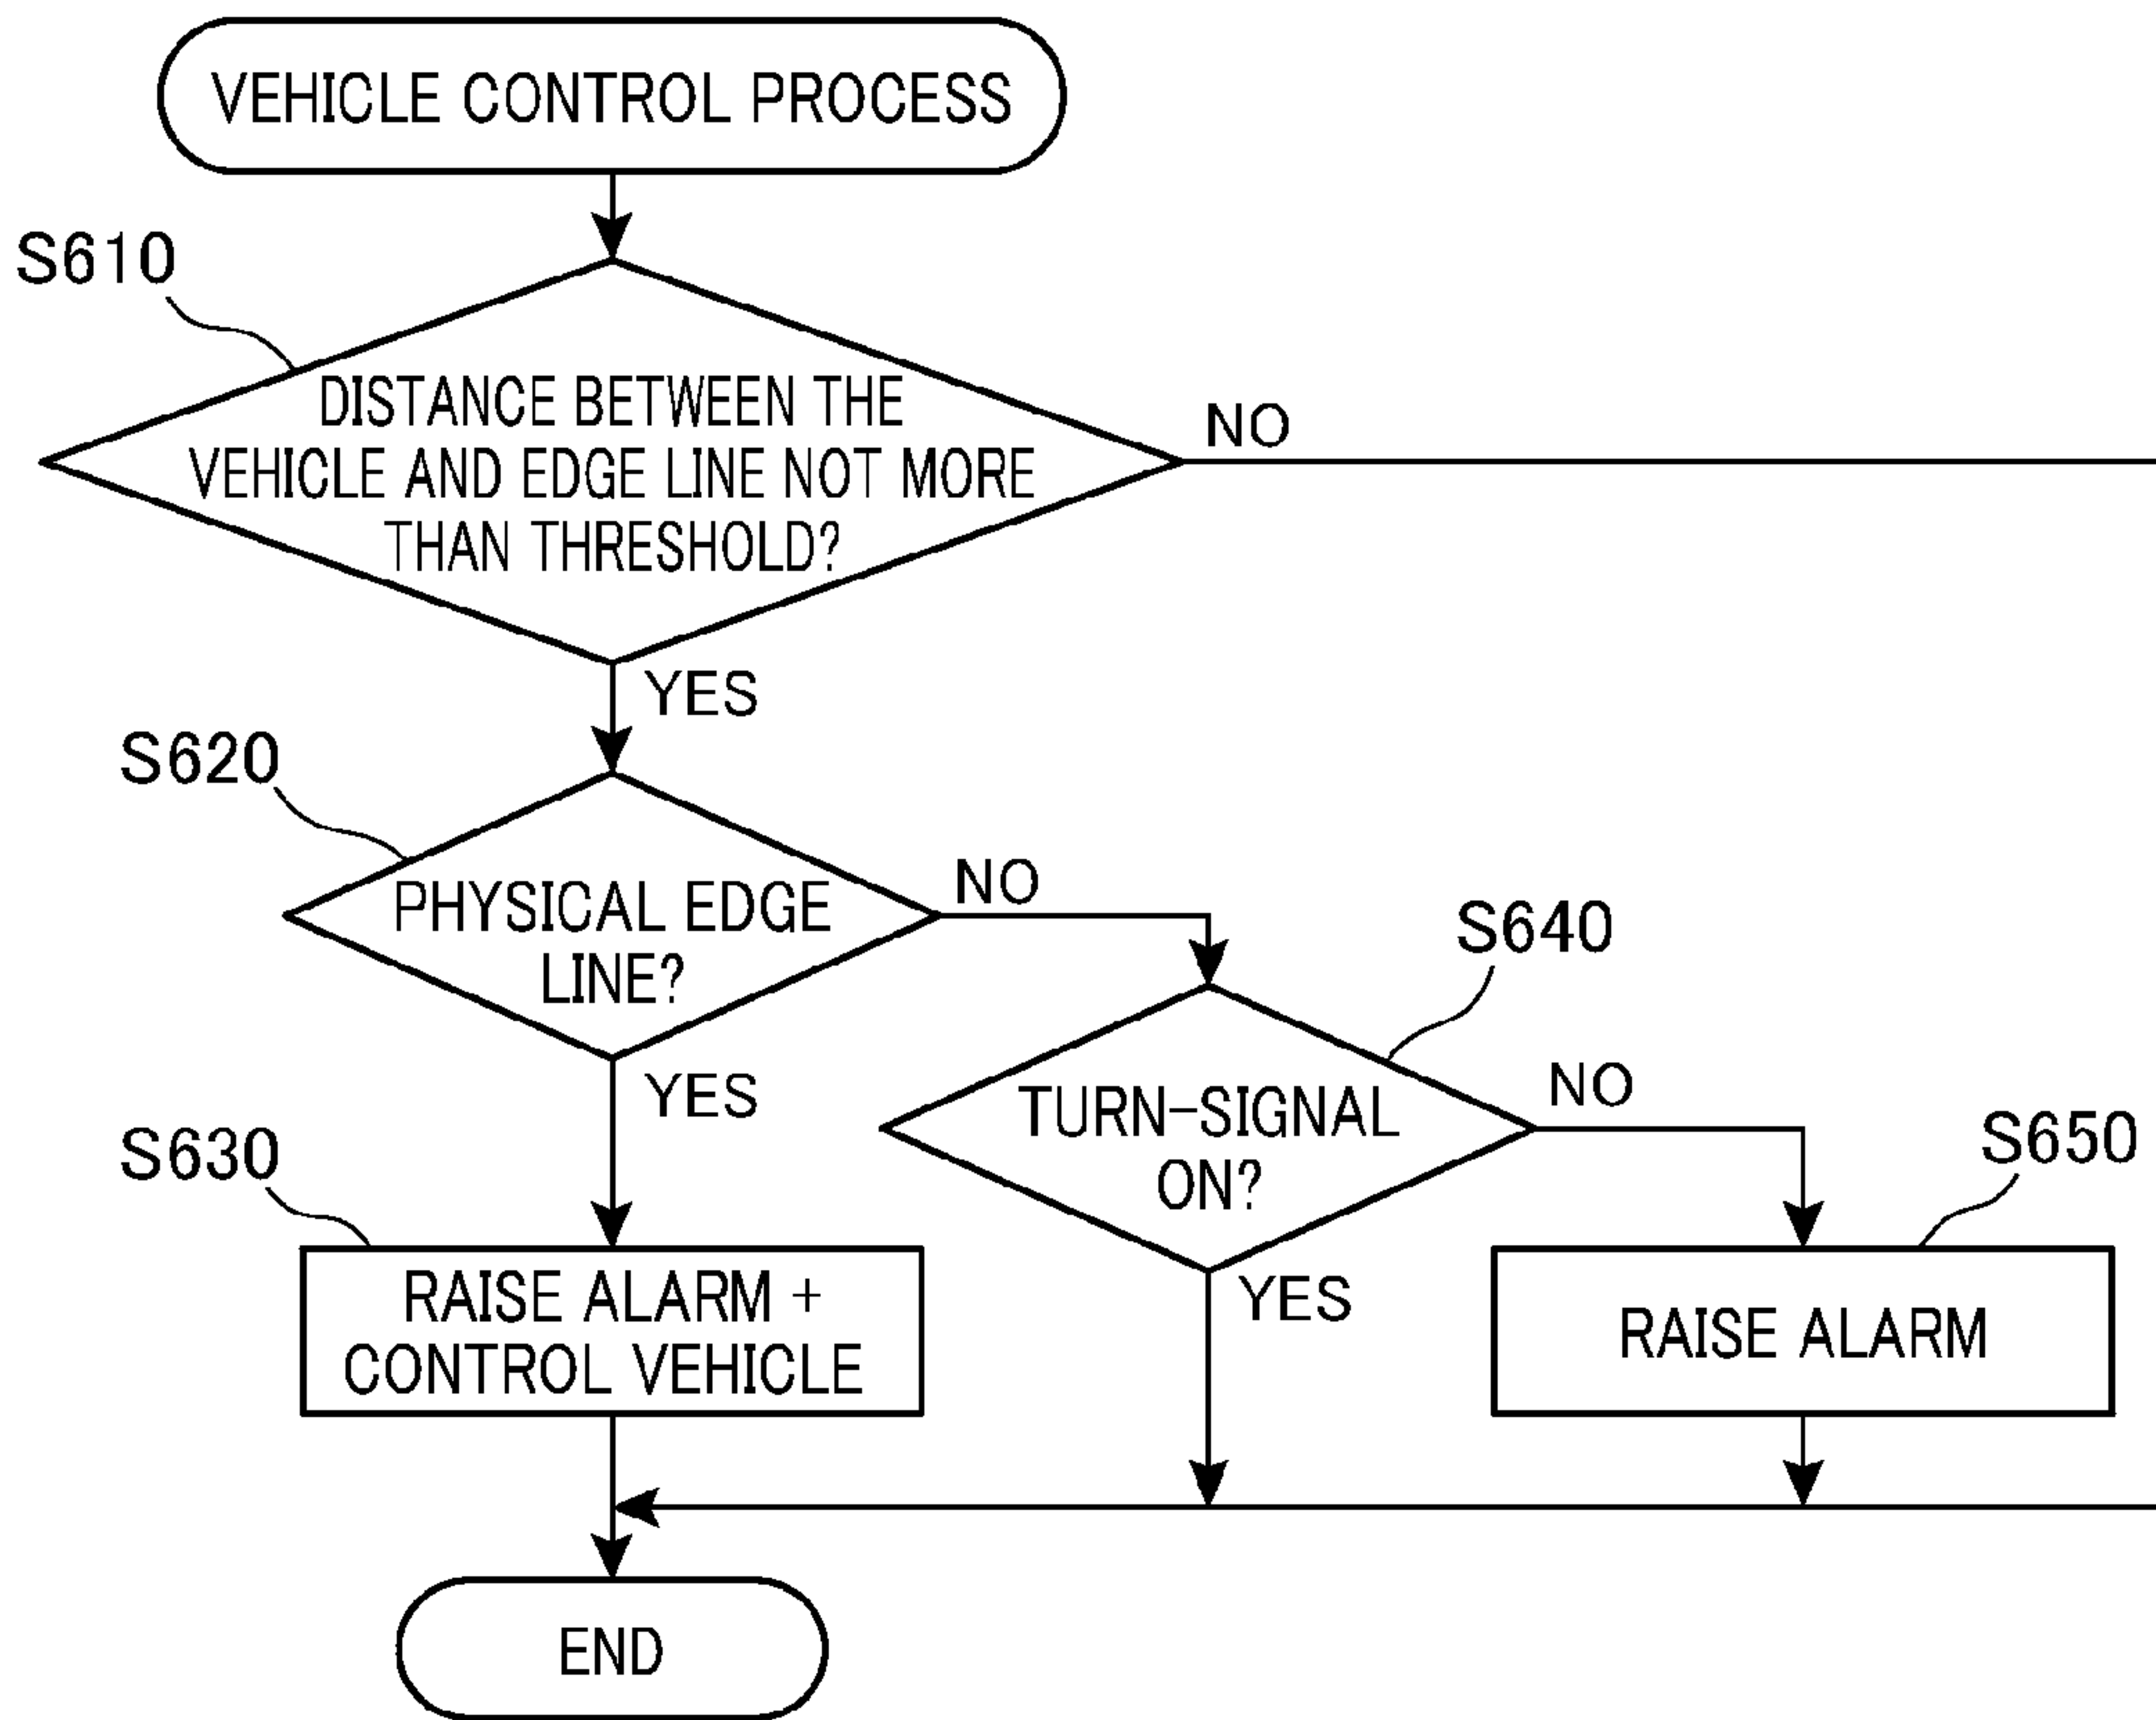 VEHICLE CONTROL PROCESS
S610
DISTANCE BETWEEN THE
VEHICLE AND EDGE LINE NOT MORE
THAN THRESHOLD?
NO
YES
S620
PHYSICAL EDGE
LINE?
NO
YES
S640
TURN-SIGNAL
ON?
NO
YES
S630
RAISE ALARM +
CONTROL VEHICLE
S650
RAISE ALARM
END